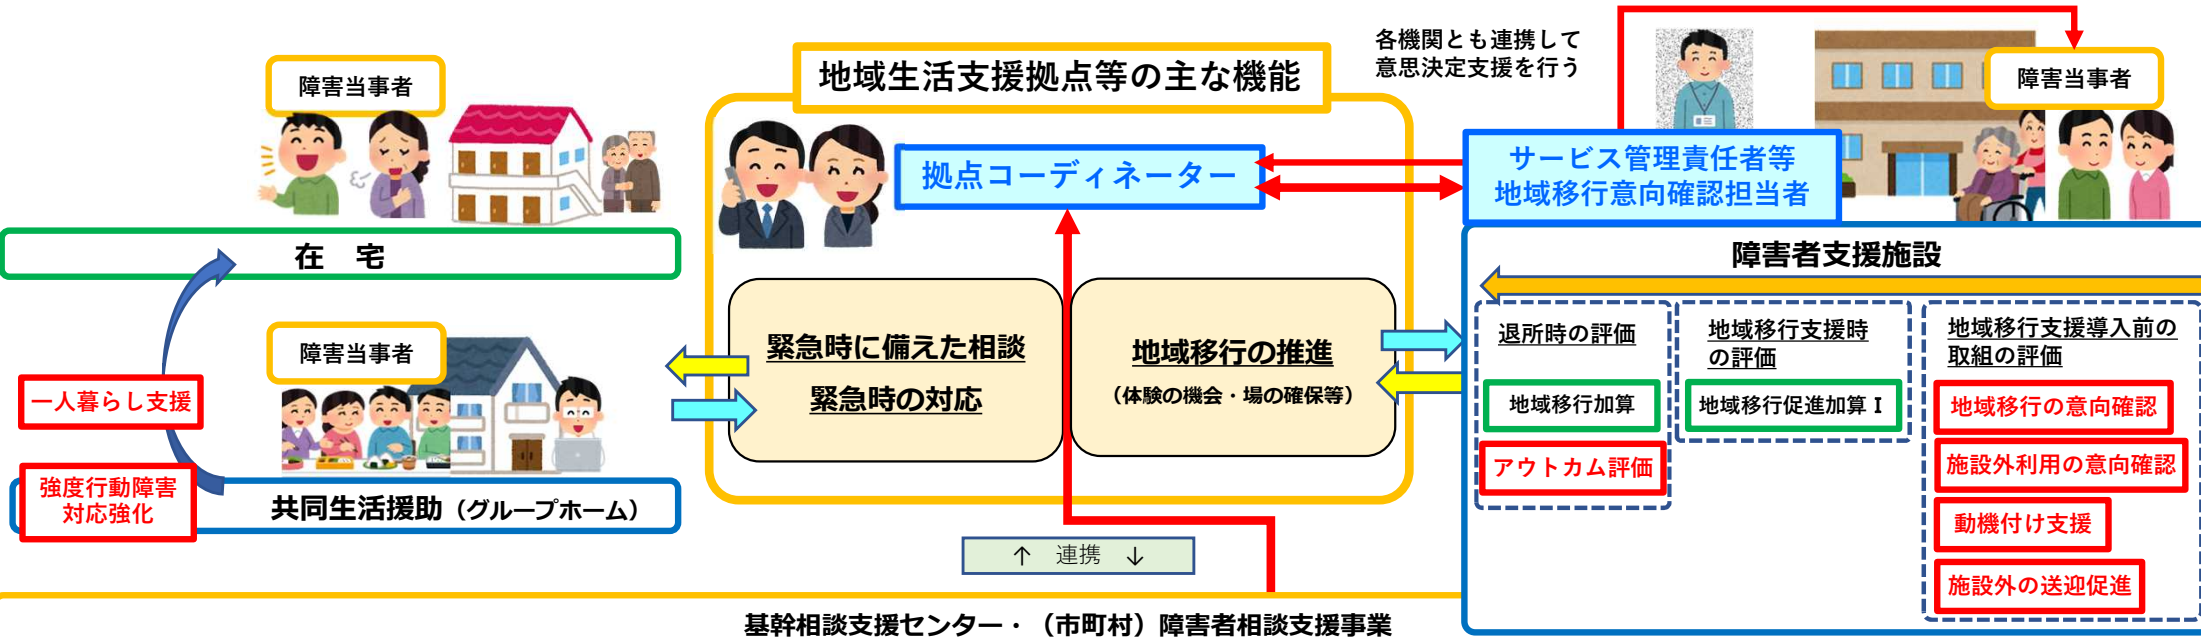 各機関とも連携して
意思決定支援を行う
地域生活支援拠点等の主な機能
障害当事者
障害当事者
拠点コーディネーター
サービス管理責任者等
地域移行意向確認担当者
在　宅
障害者支援施設
障害当事者
緊急時に備えた相談
緊急時の対応
地域移行の推進
（体験の機会・場の確保等）
退所時の評価
地域移行加算
アウトカム評価
地域移行支援時
の評価
地域移行促進加算Ⅰ
地域移行支援導入前の
取組の評価
地域移行の意向確認
施設外利用の意向確認
動機付け支援
施設外の送迎促進
一人暮らし支援
強度行動障害
対応強化
共同生活援助（グループホーム）
↑　連携　↓
基幹相談支援センター・（市町村）障害者相談支援事業